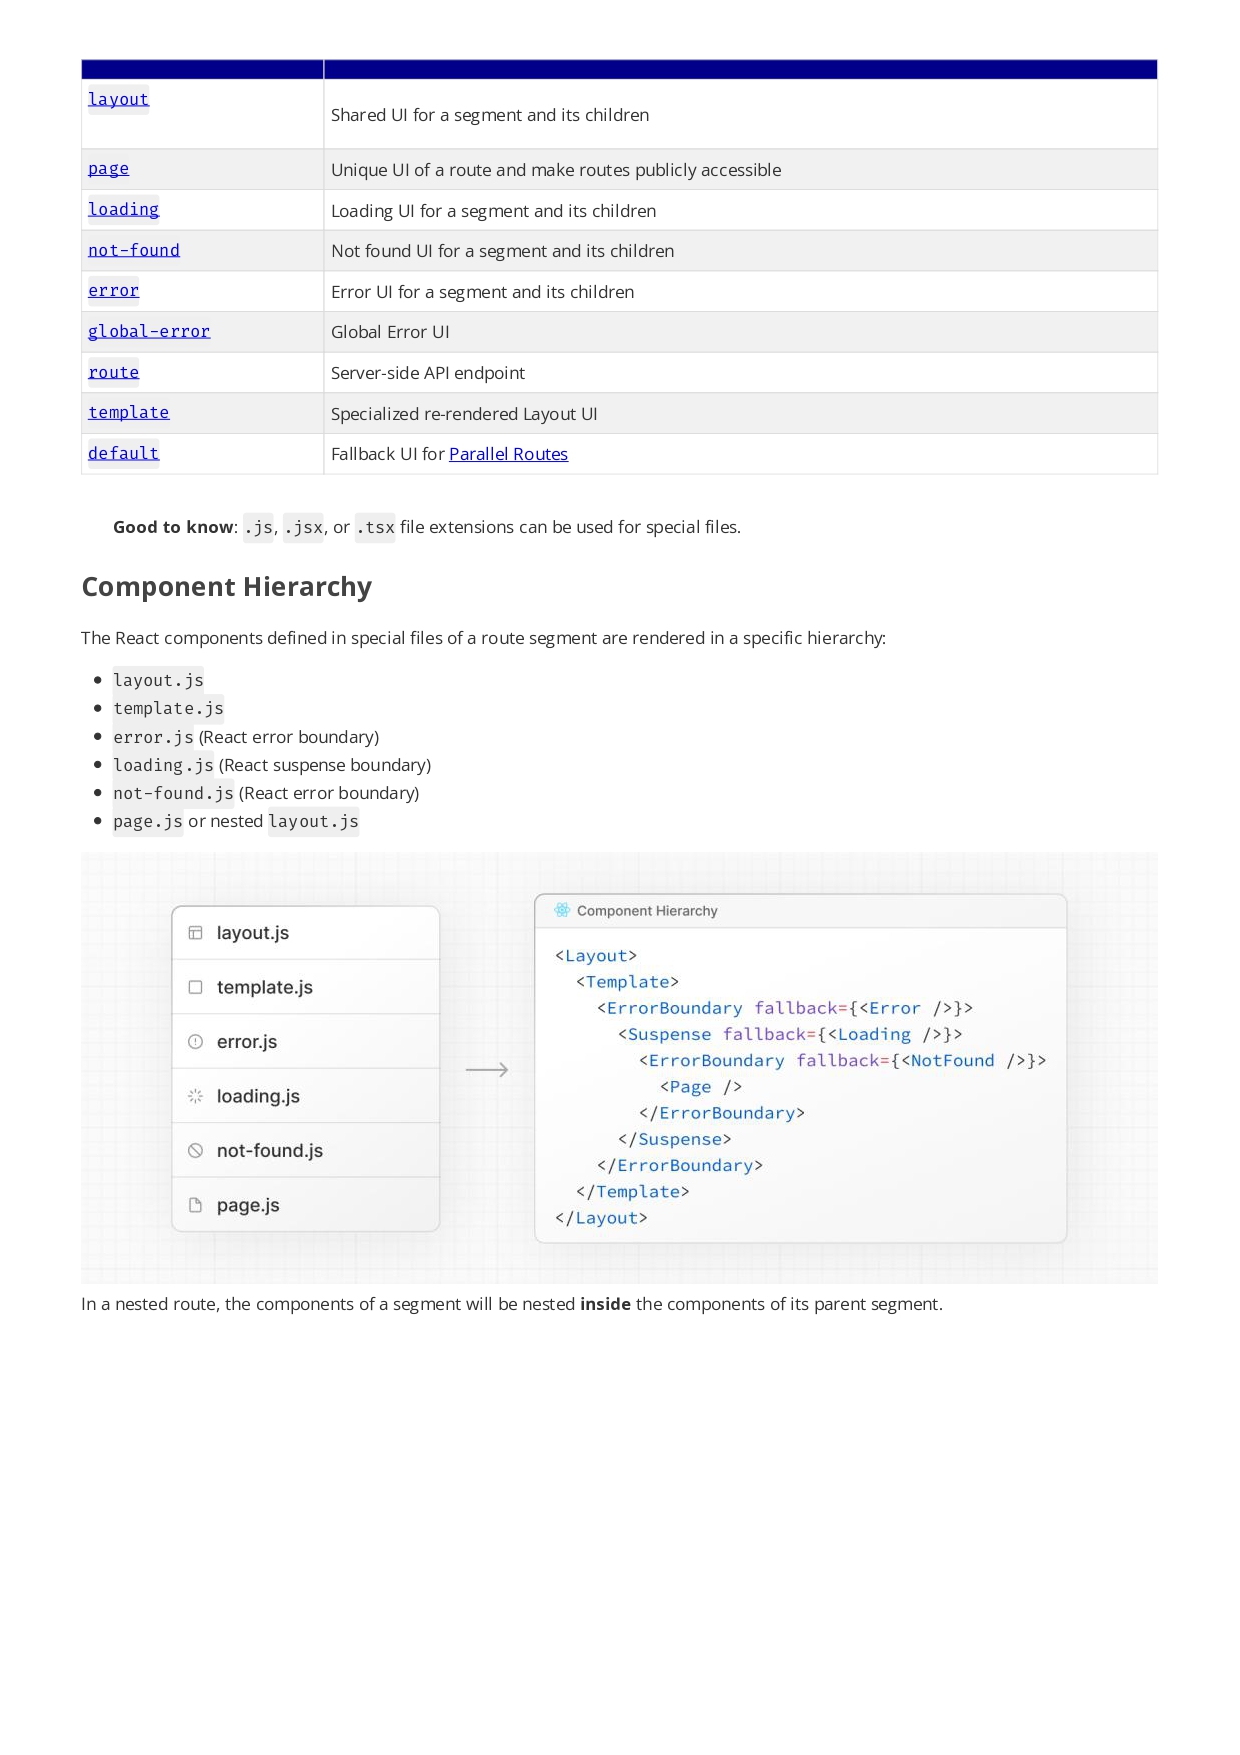 layout
Shared UI for a segment and its children
page Unique UI of a route and make routes publicly accessible
loading Loading UI for a segment and its children
not-found Not found UI for a segment and its children
error Error UI for a segment and its children
global-error Global Error UI
route Server-side API endpoint
template Specialized re-rendered Layout UI
default Fallback UI for Parallel Routes
Good to know: .js, .jsx, or .tsx file extensions can be used for special files.
Component Hierarchy
The React components defined in special files of a route segment are rendered in a specific hierarchy:
• layout.js
• template.js
• error.js (React error boundary)
• loading.js (React suspense boundary)
• not-found.js (React error boundary)
• page.js or nested layout.js
layout.js
template.js
error.js
loading.js
not-found.js
page.js
Component Hierarchy
<Layout>
<Template>
<ErrorBoundary fallback={<Error />}>
<Suspense fallback={<Loading />}>
<ErrorBoundary fallback={<NotFound />}>
<Page />
</ErrorBoundary>
</Suspense>
</ErrorBoundary>
</Template>
</Layout>
In a nested route, the components of a segment will be nested inside the components of its parent segment.